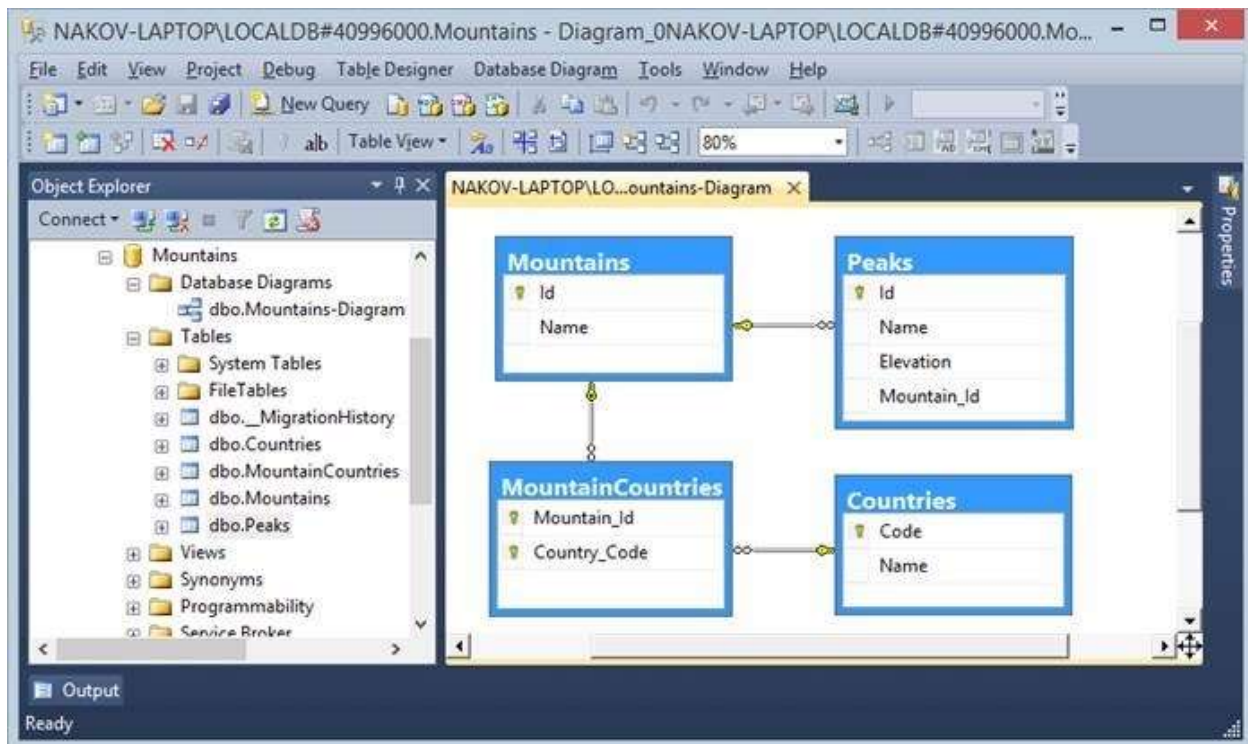 NAKOV-LAPTOP\LOCALDB#40996000.Mountains - Diagram_0NAKOV-LAPTOP\LOCALDB#40996000.Mo...
File Edit View Project Debug Table Designer Database Diagram Tools Window Help
New Query
alb Table View 80%
Object Explorer
Connect
Mountains
Database Diagrams
dbo.Mountains-Diagram
Tables
System Tables
FileTables
dbo.__MigrationHistory
dbo.Countries
dbo.MountainCountries
dbo.Mountains
dbo.Peaks
Views
Synonyms
Programmability
Service Broker
NAKOV-LAPTOP\LO...ountains-Diagram
Mountains
Id
Name
Peaks
Id
Name
Elevation
Mountain_Id
MountainCountries
Mountain_Id
Country_Code
Countries
Code
Name
Properties
Output
Ready